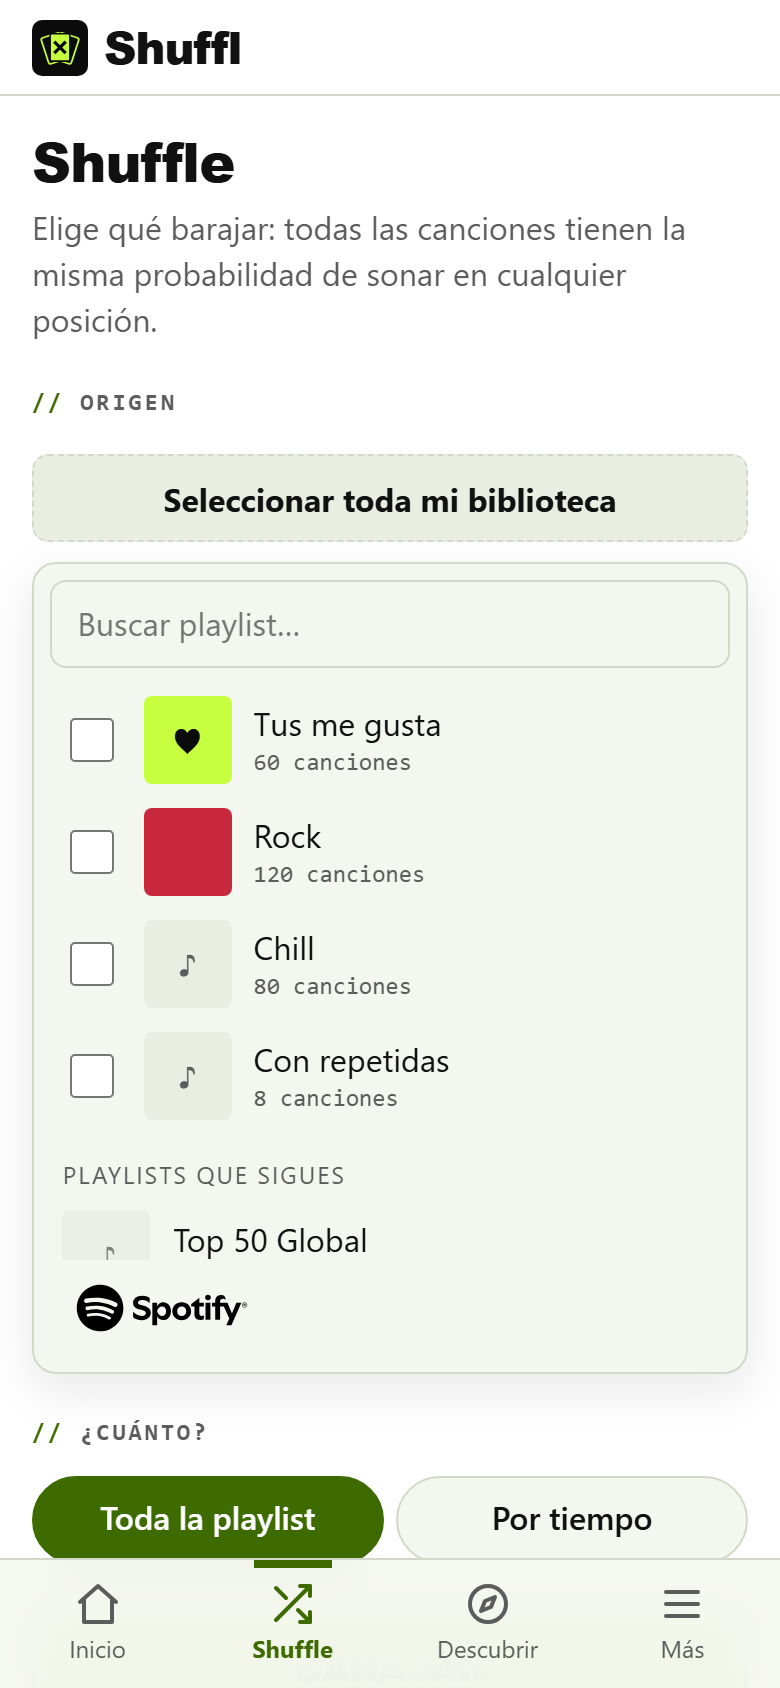 Shuffl
Shuffle
Elige qué barajar: todas las canciones tienen la
misma probabilidad de sonar en cualquier
posición.
// ORIGEN
Seleccionar toda mi biblioteca
Buscar playlist...
Tus me gusta
60 canciones
Rock
120 canciones
Chill
80 canciones
Con repetidas
8 canciones
PLAYLISTS QUE SIGUES
Top 50 Global
Spotify®
// ¿CUÁNTO?
Toda la playlist
Por tiempo
Inicio
Shuffle
Descubrir
Más